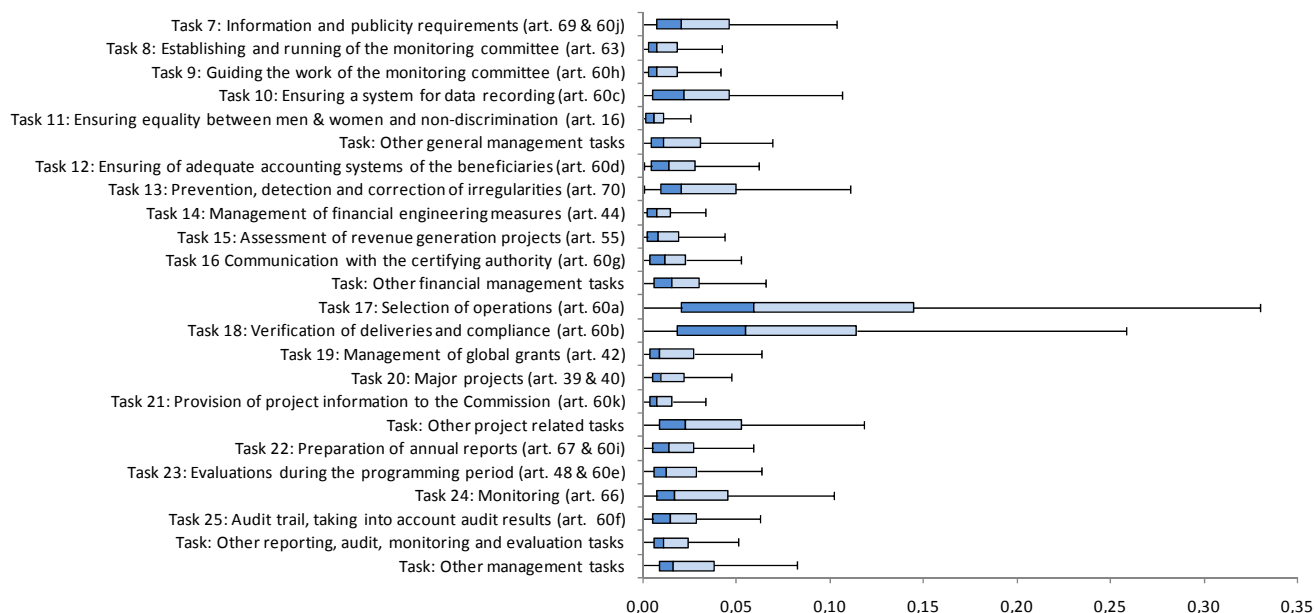 Task 7: Information and publicity requirements (art. 69 & 60j)
Task 8: Establishing and running of the monitoring committee (art. 63)
Task 9: Guiding the work of the monitoring committee (art. 60h)
Task 10: Ensuring a system for data recording (art. 60c)
Task 11: Ensuring equality between men & women and non-discrimination (art. 16)
Task: Other general management tasks
Task 12: Ensuring of adequate accounting systems of the beneficiaries (art. 60d)
Task 13: Prevention, detection and correction of irregularities (art. 70)
Task 14: Management of financial engineering measures (art. 44)
Task 15: Assessment of revenue generation projects (art. 55)
Task 16 Communication with the certifying authority (art. 60g)
Task: Other financial management tasks
Task 17: Selection of operations (art. 60a)
Task 18: Verification of deliveries and compliance (art. 60b)
Task 19: Management of global grants (art. 42)
Task 20: Major projects (art. 39 & 40)
Task 21: Provision of project information to the Commission (art. 60k)
Task: Other project related tasks
Task 22: Preparation of annual reports (art. 67 & 60i)
Task 23: Evaluations during the programming period (art. 48 & 60e)
Task 24: Monitoring (art. 66)
Task 25: Audit trail, taking into account audit results (art. 60f)
Task: Other reporting, audit, monitoring and evaluation tasks
Task: Other management tasks
0,00 0,05 0,10 0,15 0,20 0,25 0,30 0,35